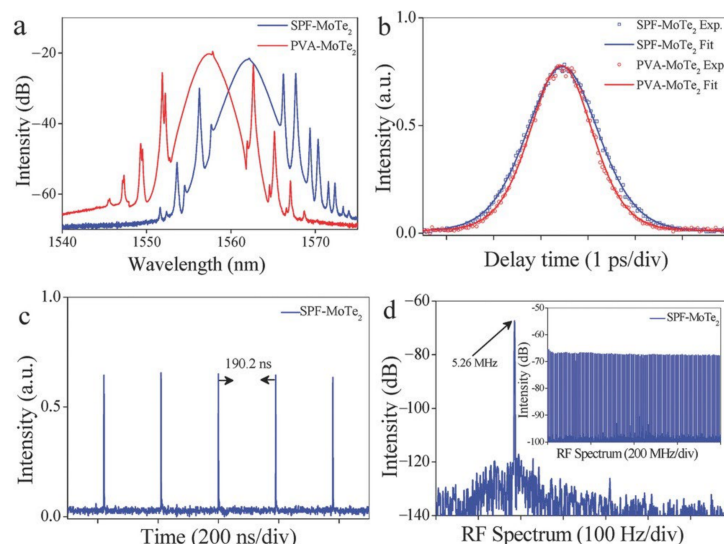 a
SPF-MoTe₂
PVA-MoTe₂
−20
−40
−60
Intensity (dB)
1540
1550
1560
1570
Wavelength (nm)
b
1.0
0.5
0.0
Intensity (a.u.)
SPF-MoTe₂ Exp.
SPF-MoTe₂ Fit
PVA-MoTe₂ Exp
PVA-MoTe₂ Fit
Delay time (1 ps/div)
c
1.0
0.5
0.0
Intensity (a.u.)
SPF-MoTe₂
190.2 ns
Time (200 ns/div)
d
−60
−80
−100
−120
−140
Intensity (dB)
5.26 MHz
-50
-60
-70
-80
-90
-100
Intensity (dB)
SPF-MoTe₂
RF Spectrum (200 MHz/div)
RF Spectrum (100 Hz/div)